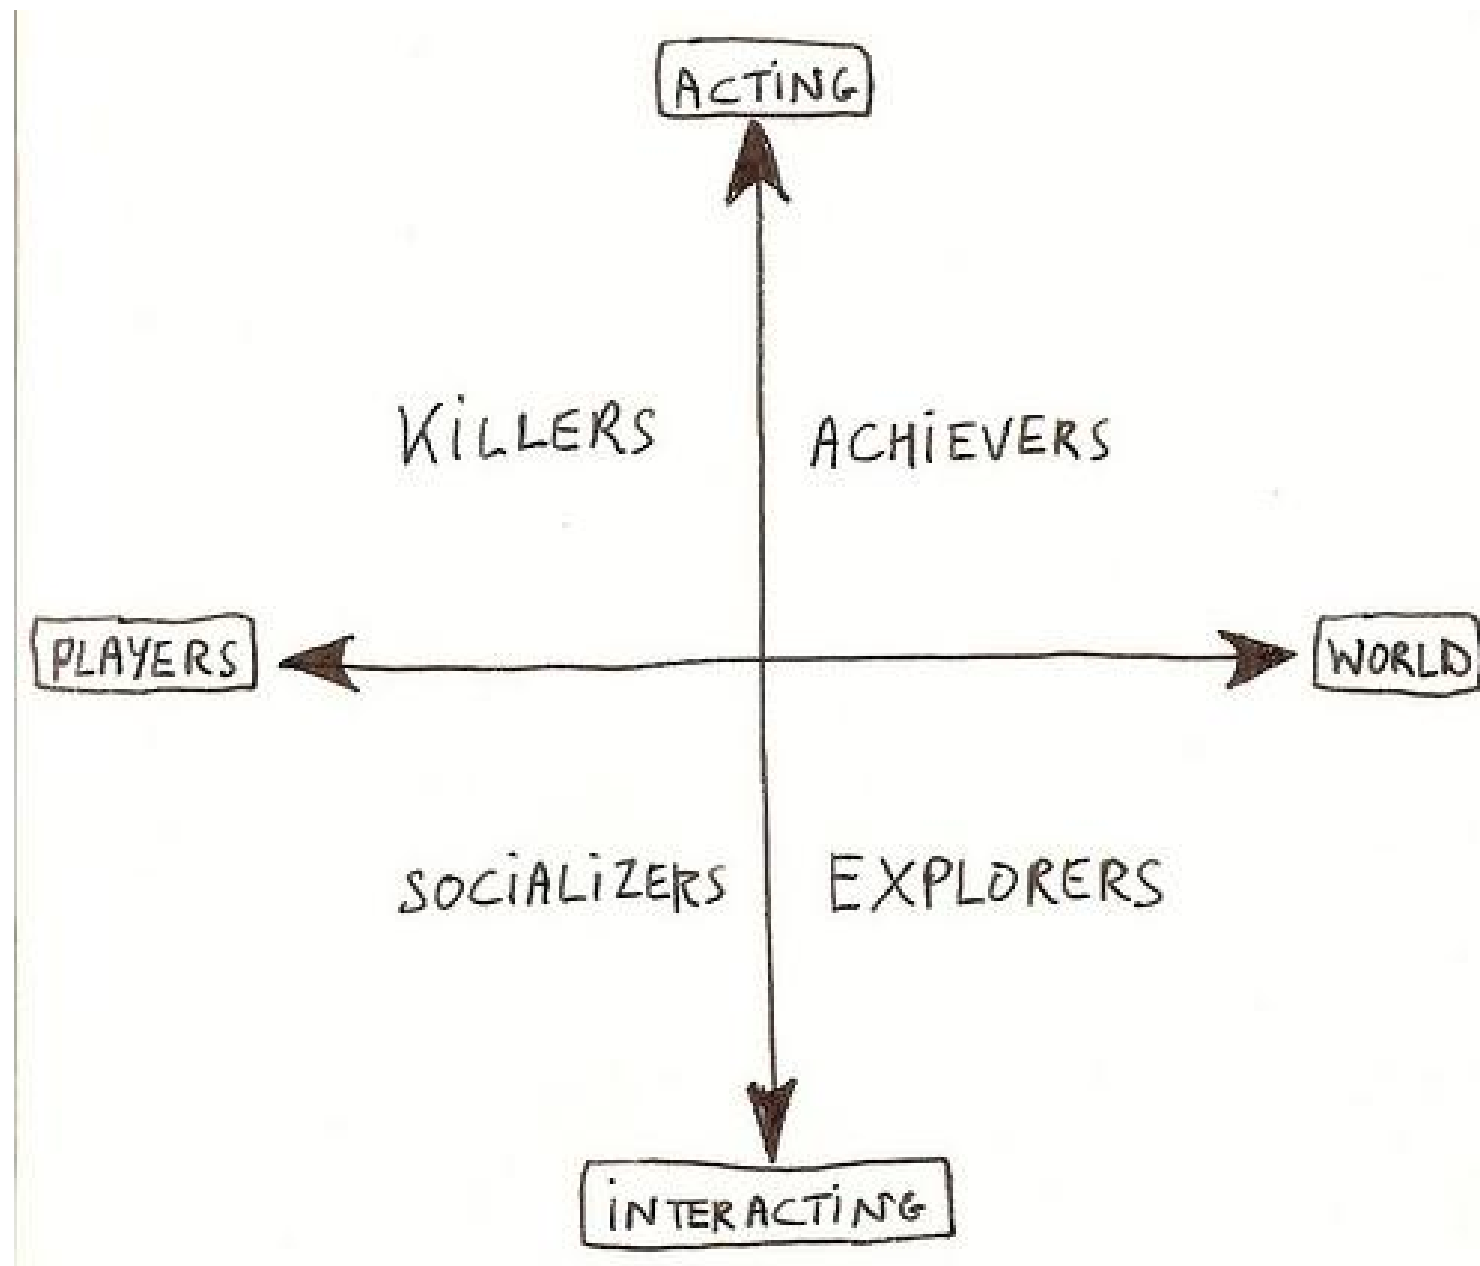 ACTING
KILLERS
ACHIEVERS
PLAYERS
WORLD
SOCIALIZERS
EXPLORERS
INTERACTING